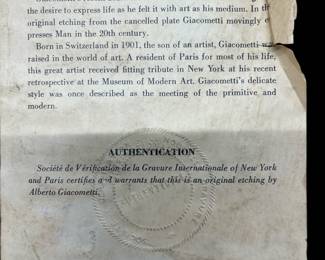 the desire to express life as he felt it with art as his medium. In th
original etching from the cancelled plate Giacometti movingly e
presses Man in the 20th century.
Born in Switzerland in 1901, the son of an artist, Giacometti wa
raised in the world of art. A resident of Paris for most of his life,
this great artist received fitting tribute in New York at his recent
retrospective at the Museum of Modern Art. Giacometti's delicate
style was once described as the meeting of the primitive and
modern.
AUTHENTICATION
Société de Vérification de la Gravure Internationale of New York
and Paris certifies and warrants that this is an original etching by
Alberto Giacometti.